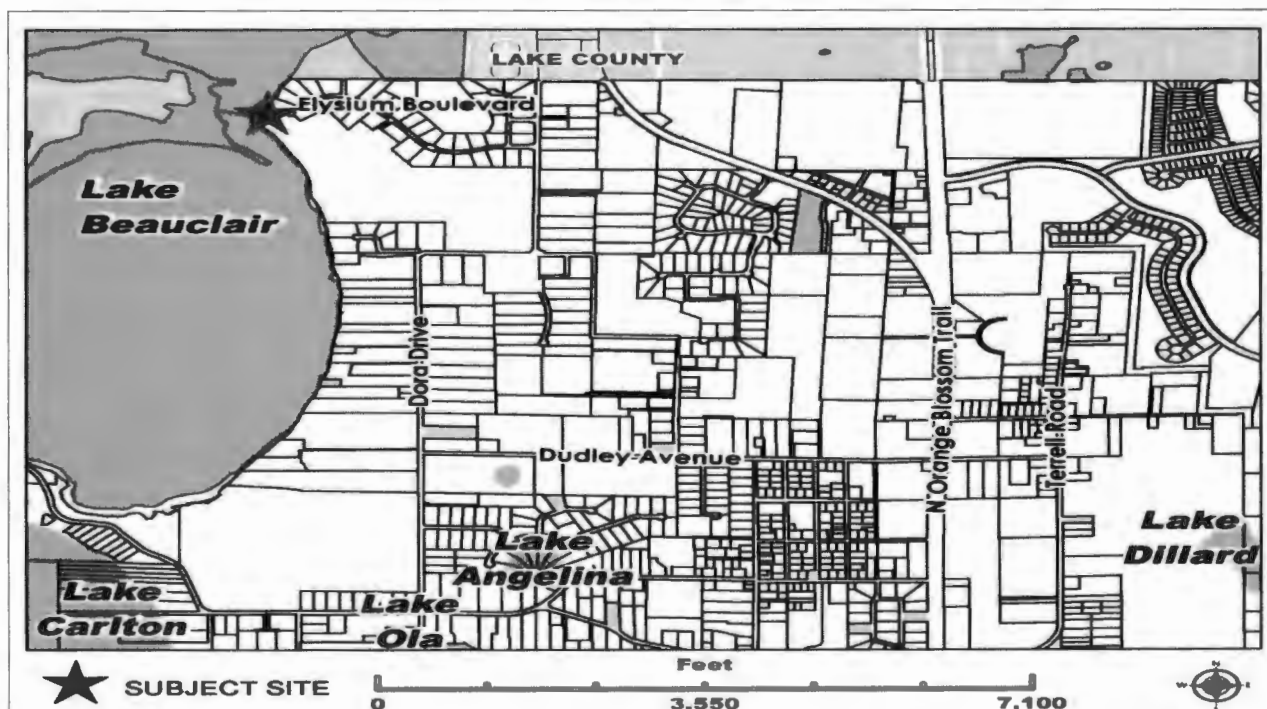 LAKE COUNTY
Elysium Boulevard
Lake
Beauclair
Dora Drive
N Orange Blossom Trail
Terrell Road
Dudley Avenue
Lake
Dillard
Lake
Angelina
Lake
Carlton
Lake
Ola
Feet
SUBJECT SITE
0 3,550 7,100
N
W E
S